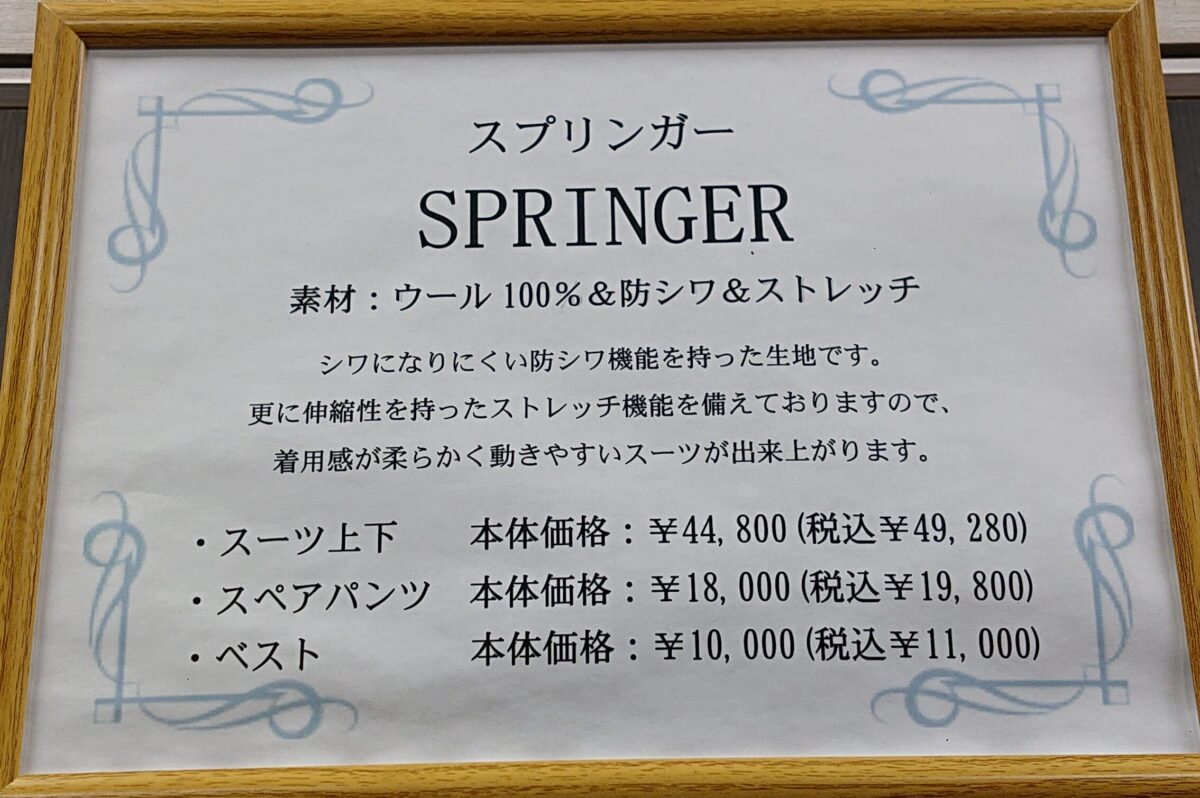 スプリンガー
SPRINGER
素材：ウール 100％＆防シワ＆ストレッチ
シワになりにくい防シワ機能を持った生地です。
更に伸縮性を持ったストレッチ機能を備えておりますので、
着用感が柔らかく動きやすいスーツが出来上がります。
・スーツ上下　本体価格：￥44,800(税込￥49,280)
・スペアパンツ　本体価格：￥18,000(税込￥19,800)
・ベスト　本体価格：￥10,000(税込￥11,000)